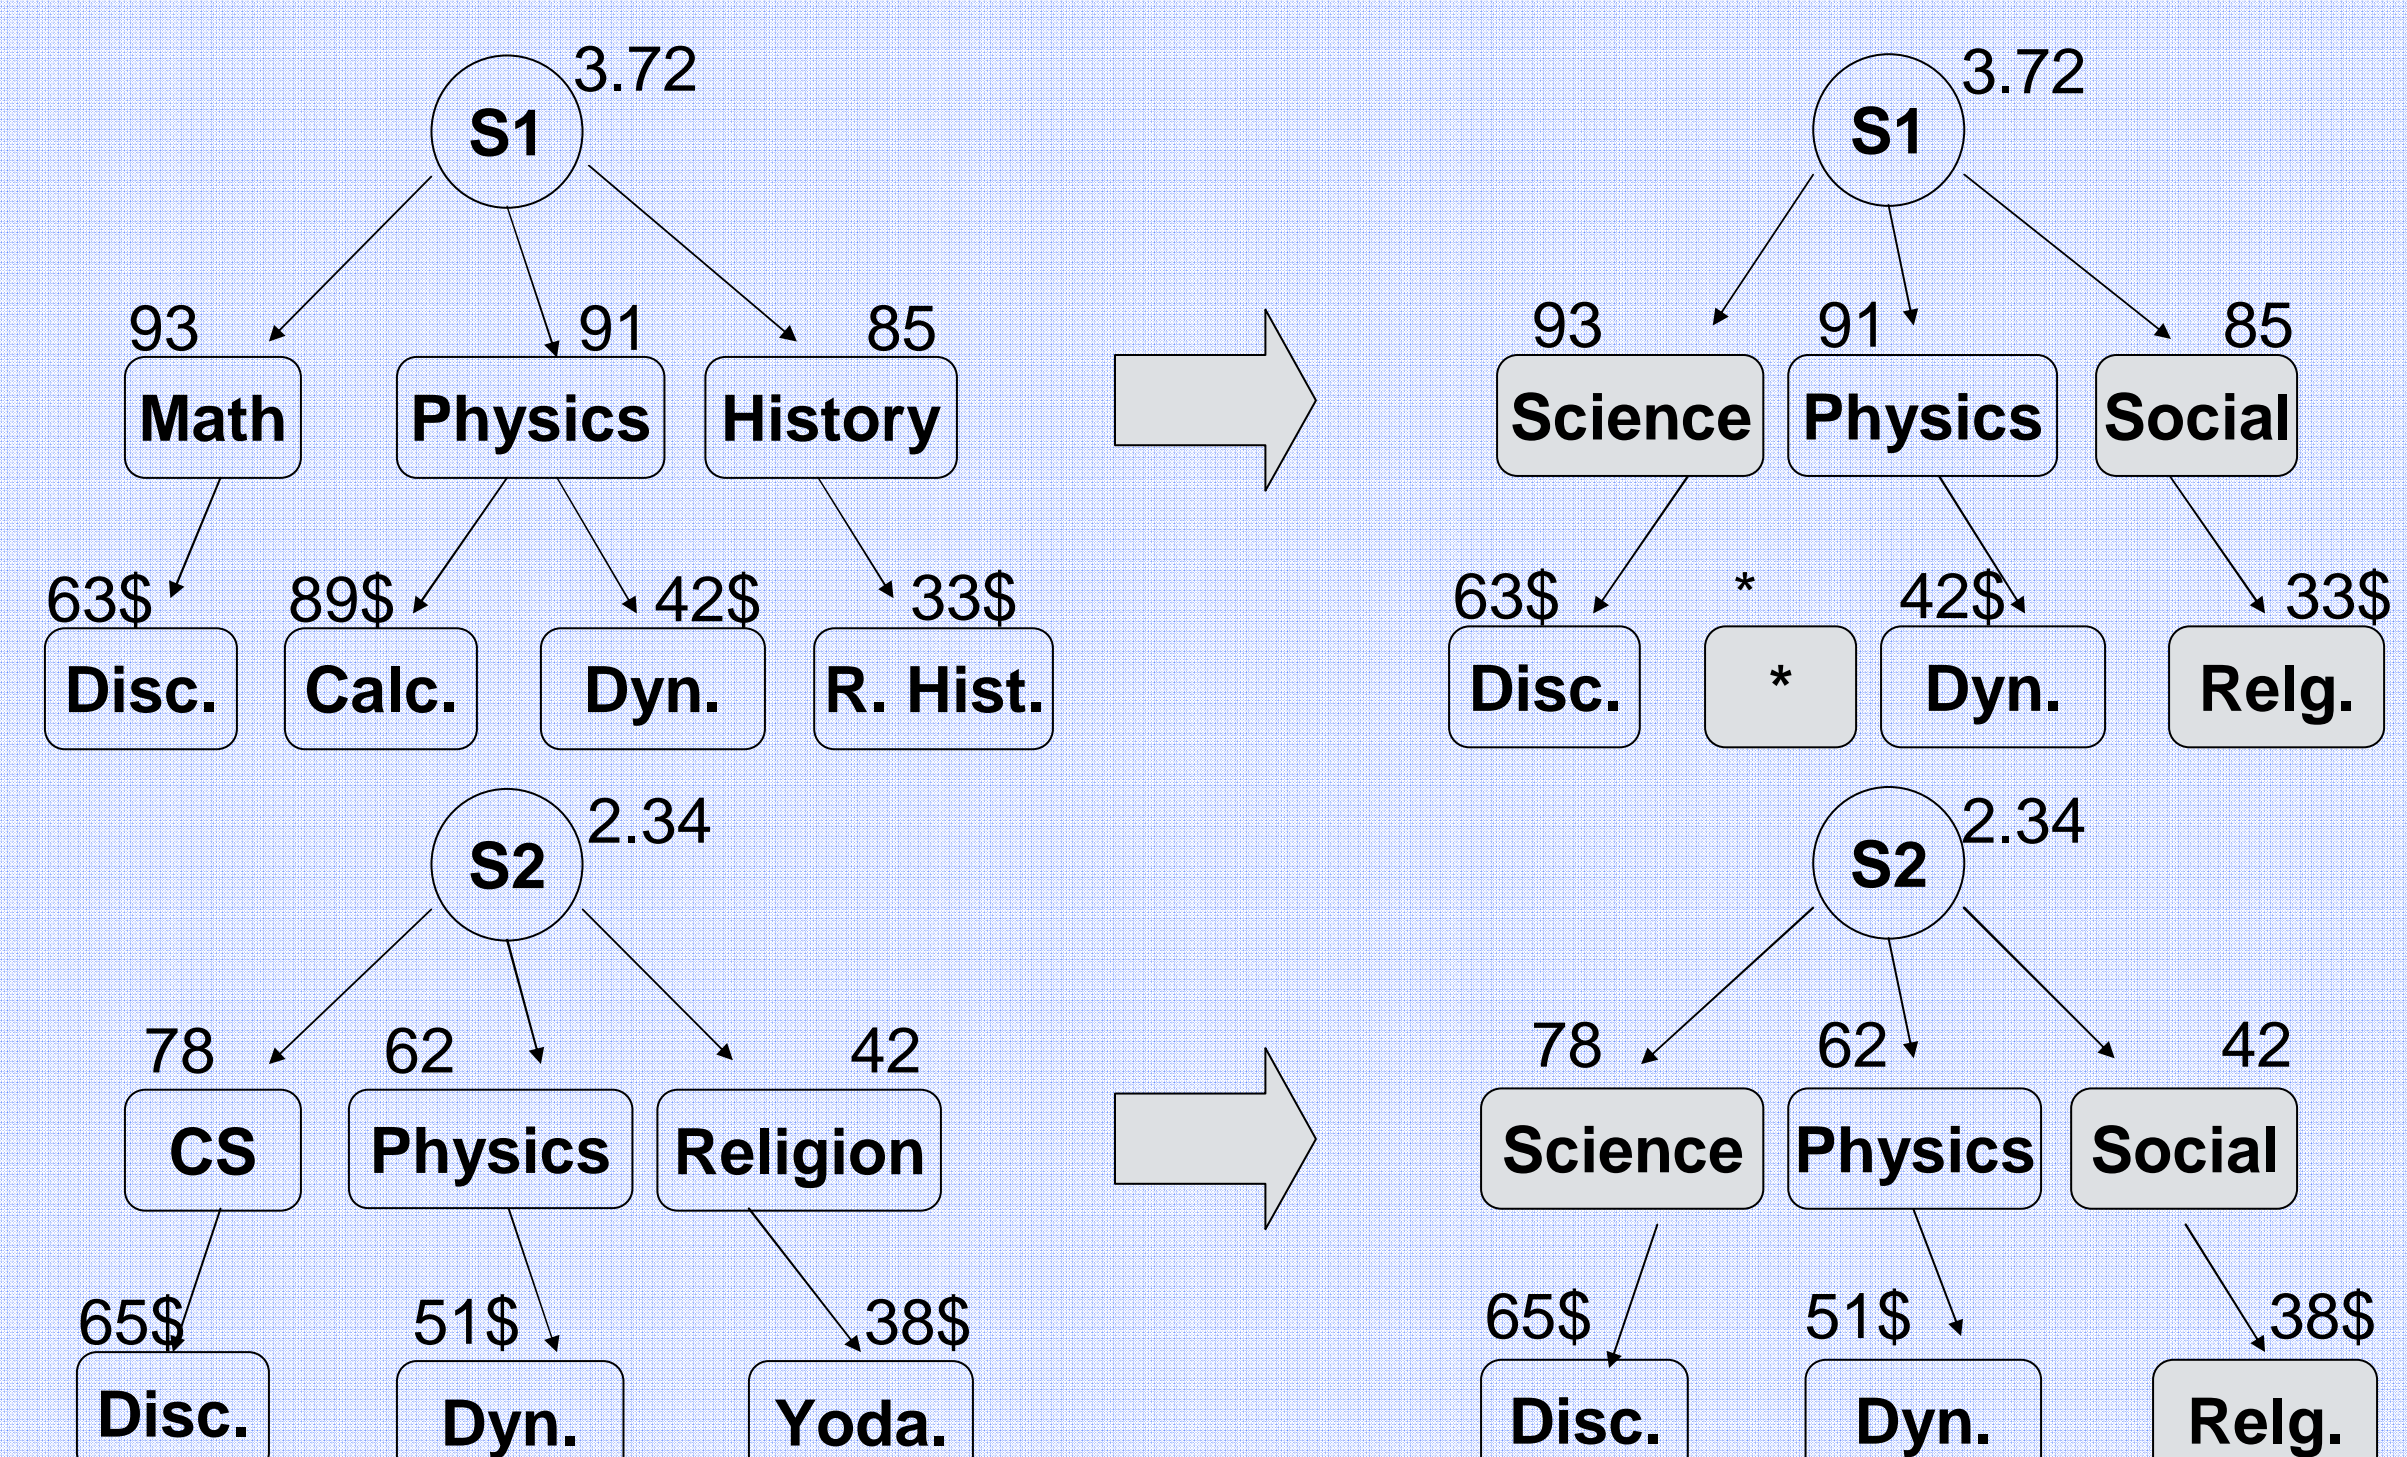 3.72
S1
93
91
85
Math
Physics
History
63$
89$
42$
33$
Disc.
Calc.
Dyn.
R. Hist.
3.72
S1
93
91
85
Science
Physics
Social
63$
*
42$
33$
Disc.
*
Dyn.
Relg.
2.34
S2
78
62
42
CS
Physics
Religion
65$
51$
38$
Disc.
Dyn.
Yoda.
2.34
S2
78
62
42
Science
Physics
Social
65$
51$
38$
Disc.
Dyn.
Relg.